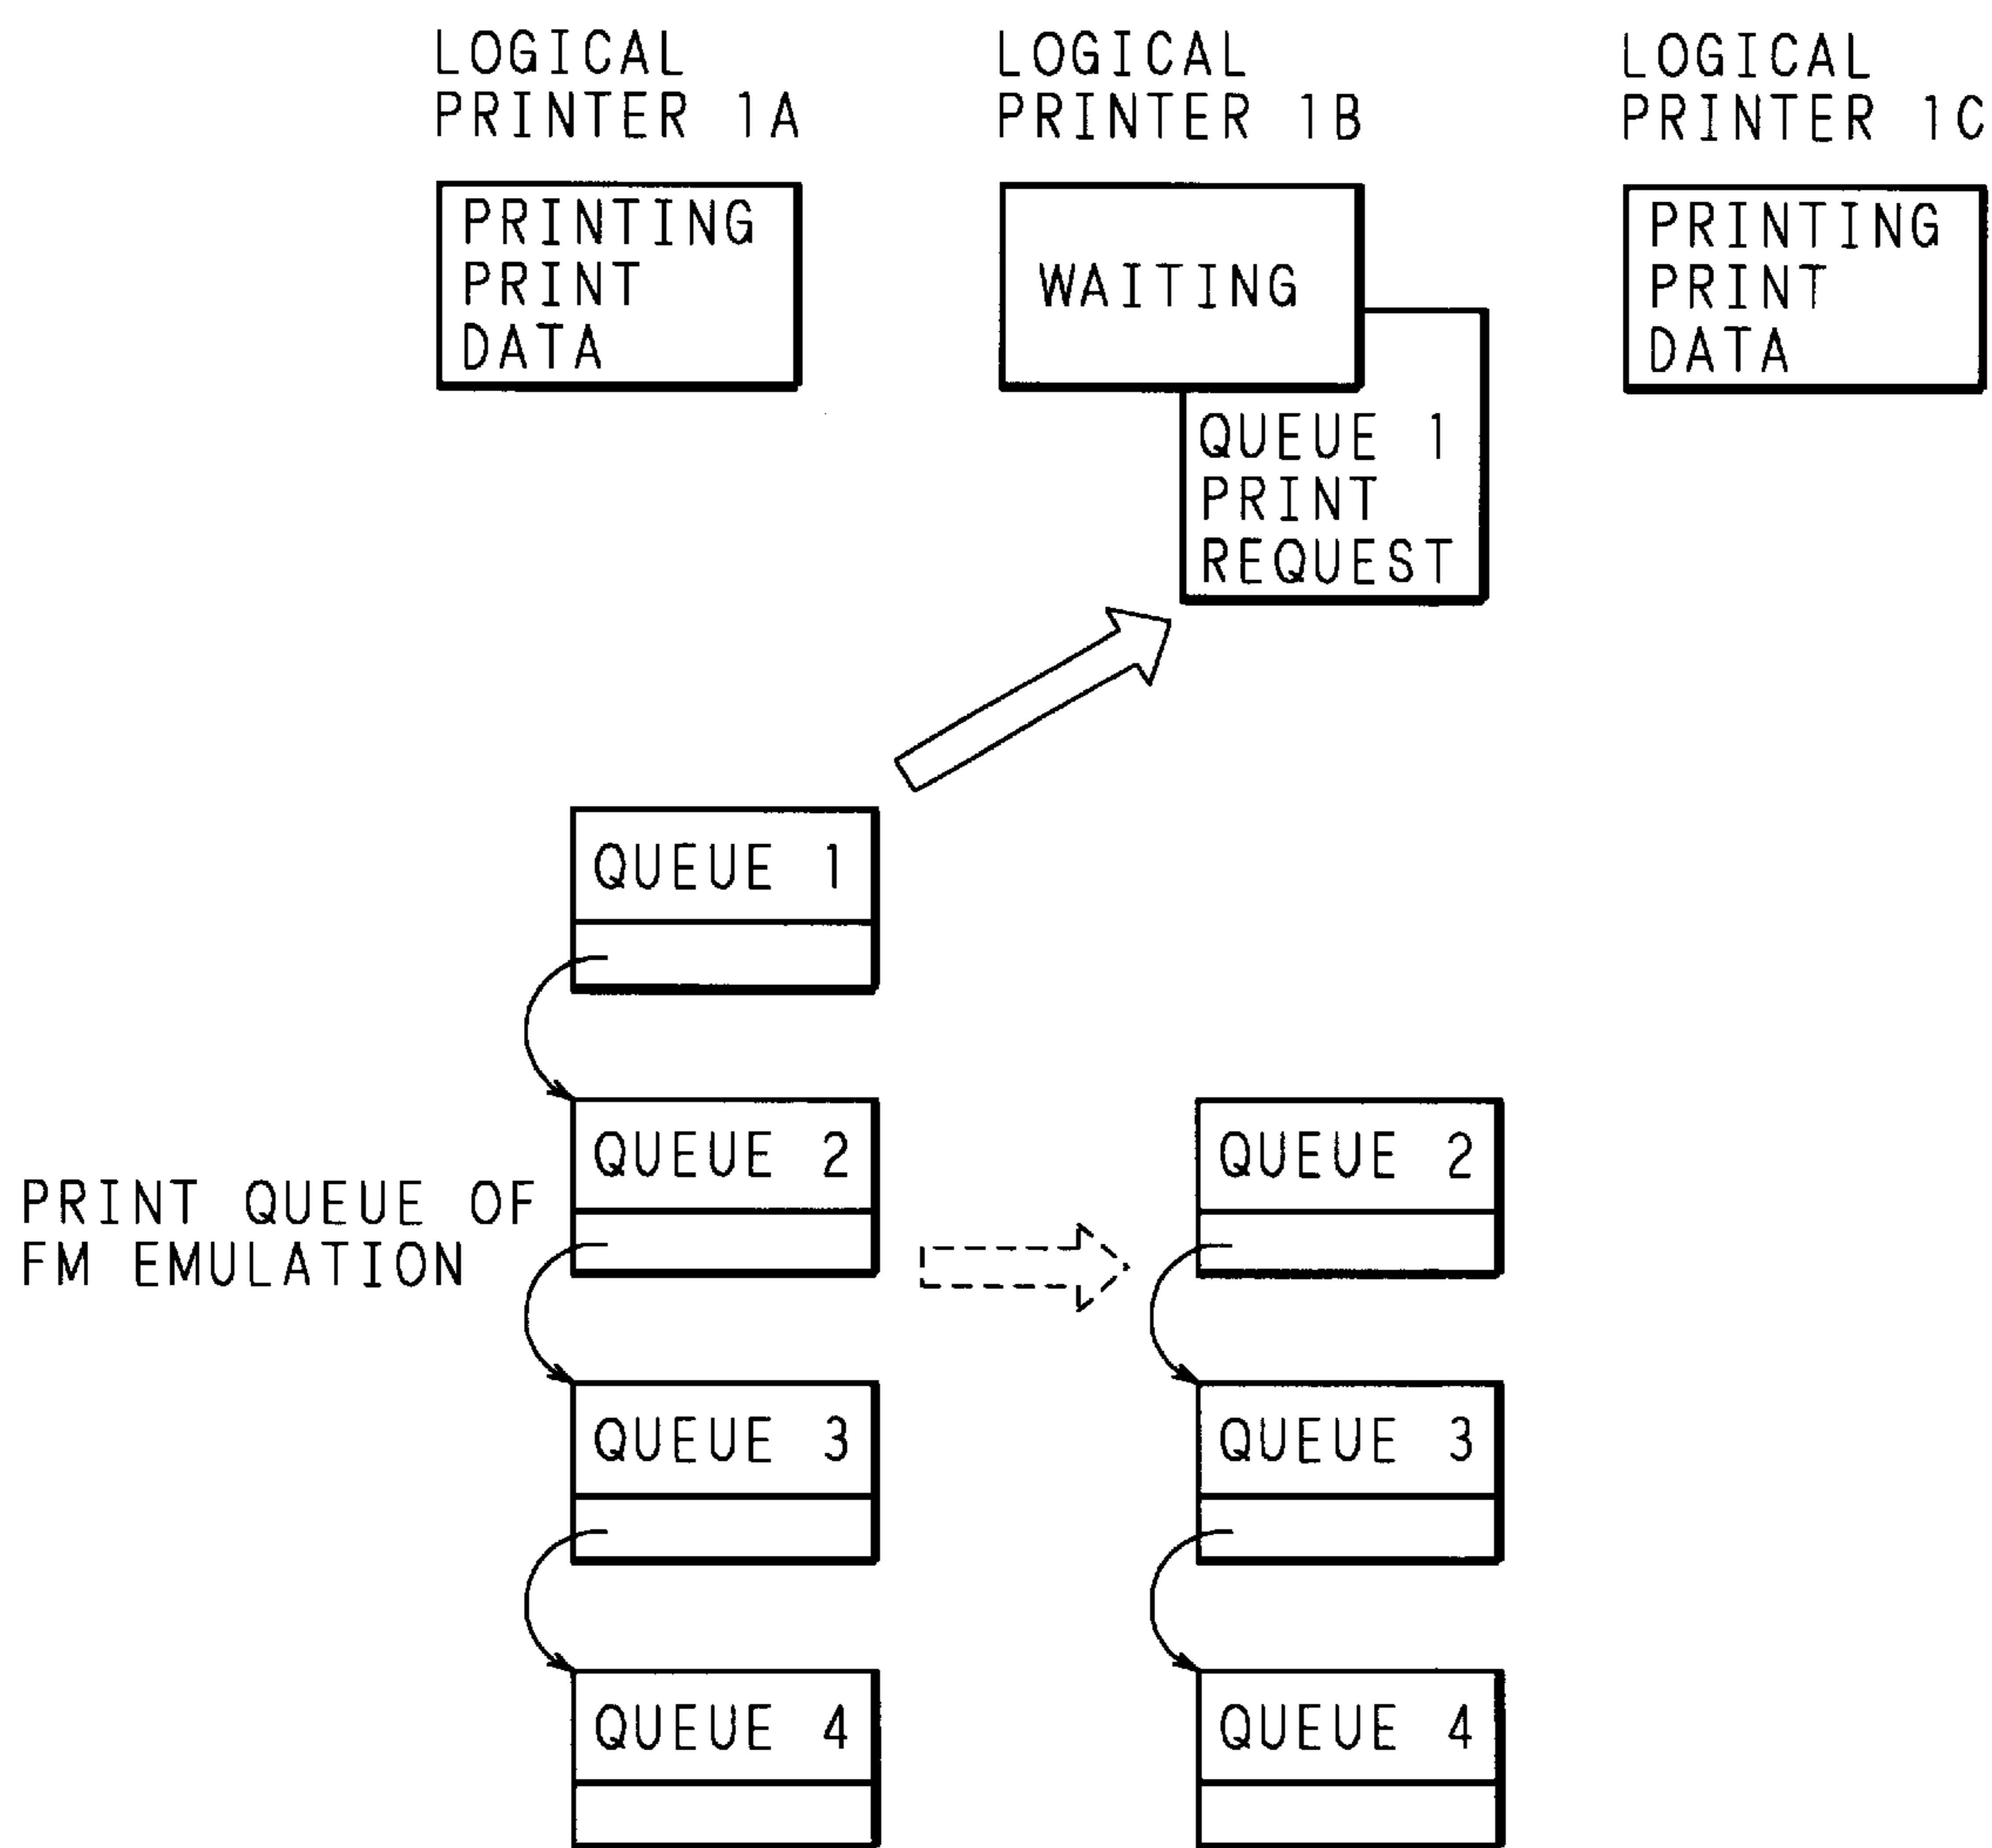 LOGICAL
PRINTER 1A
LOGICAL
PRINTER 1B
LOGICAL
PRINTER 1C
PRINTING
PRINT
DATA
WAITING
PRINTING
PRINT
DATA
QUEUE 1
PRINT
REQUEST
QUEUE 1
QUEUE 2
QUEUE 2
PRINT QUEUE OF
FM EMULATION
QUEUE 3
QUEUE 3
QUEUE 4
QUEUE 4